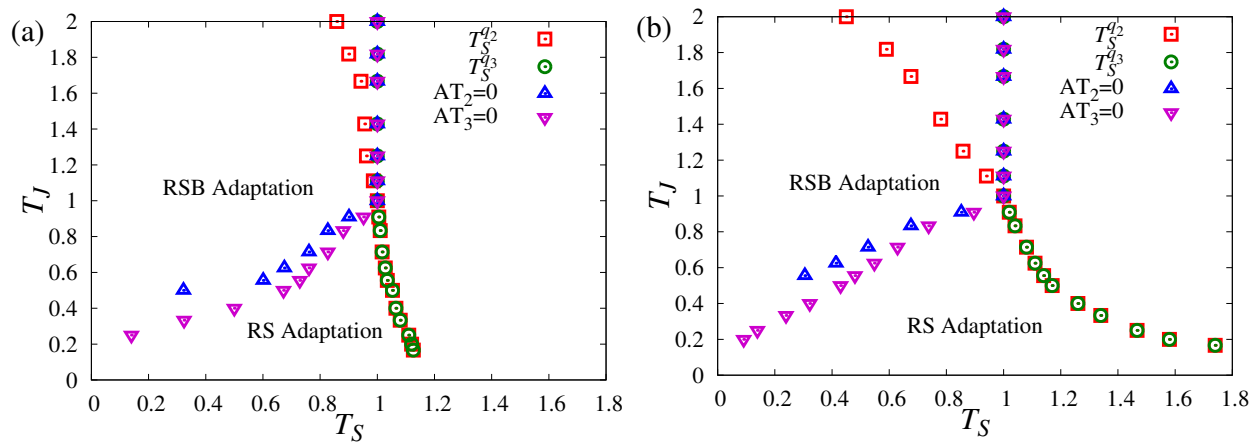 (a)
2
1.8
1.6
1.4
1.2
1
0.8
0.6
0.4
0.2
0
T_J
T_S^{q_2}
T_S^{q_3}
AT_2=0
AT_3=0
RSB Adaptation
RS Adaptation
0 0.2 0.4 0.6 0.8 1 1.2 1.4 1.6 1.8
T_S
(b)
2
1.8
1.6
1.4
1.2
1
0.8
0.6
0.4
0.2
0
T_J
T_S^{q_2}
T_S^{q_3}
AT_2=0
AT_3=0
RSB Adaptation
RS Adaptation
0 0.2 0.4 0.6 0.8 1 1.2 1.4 1.6 1.8
T_S